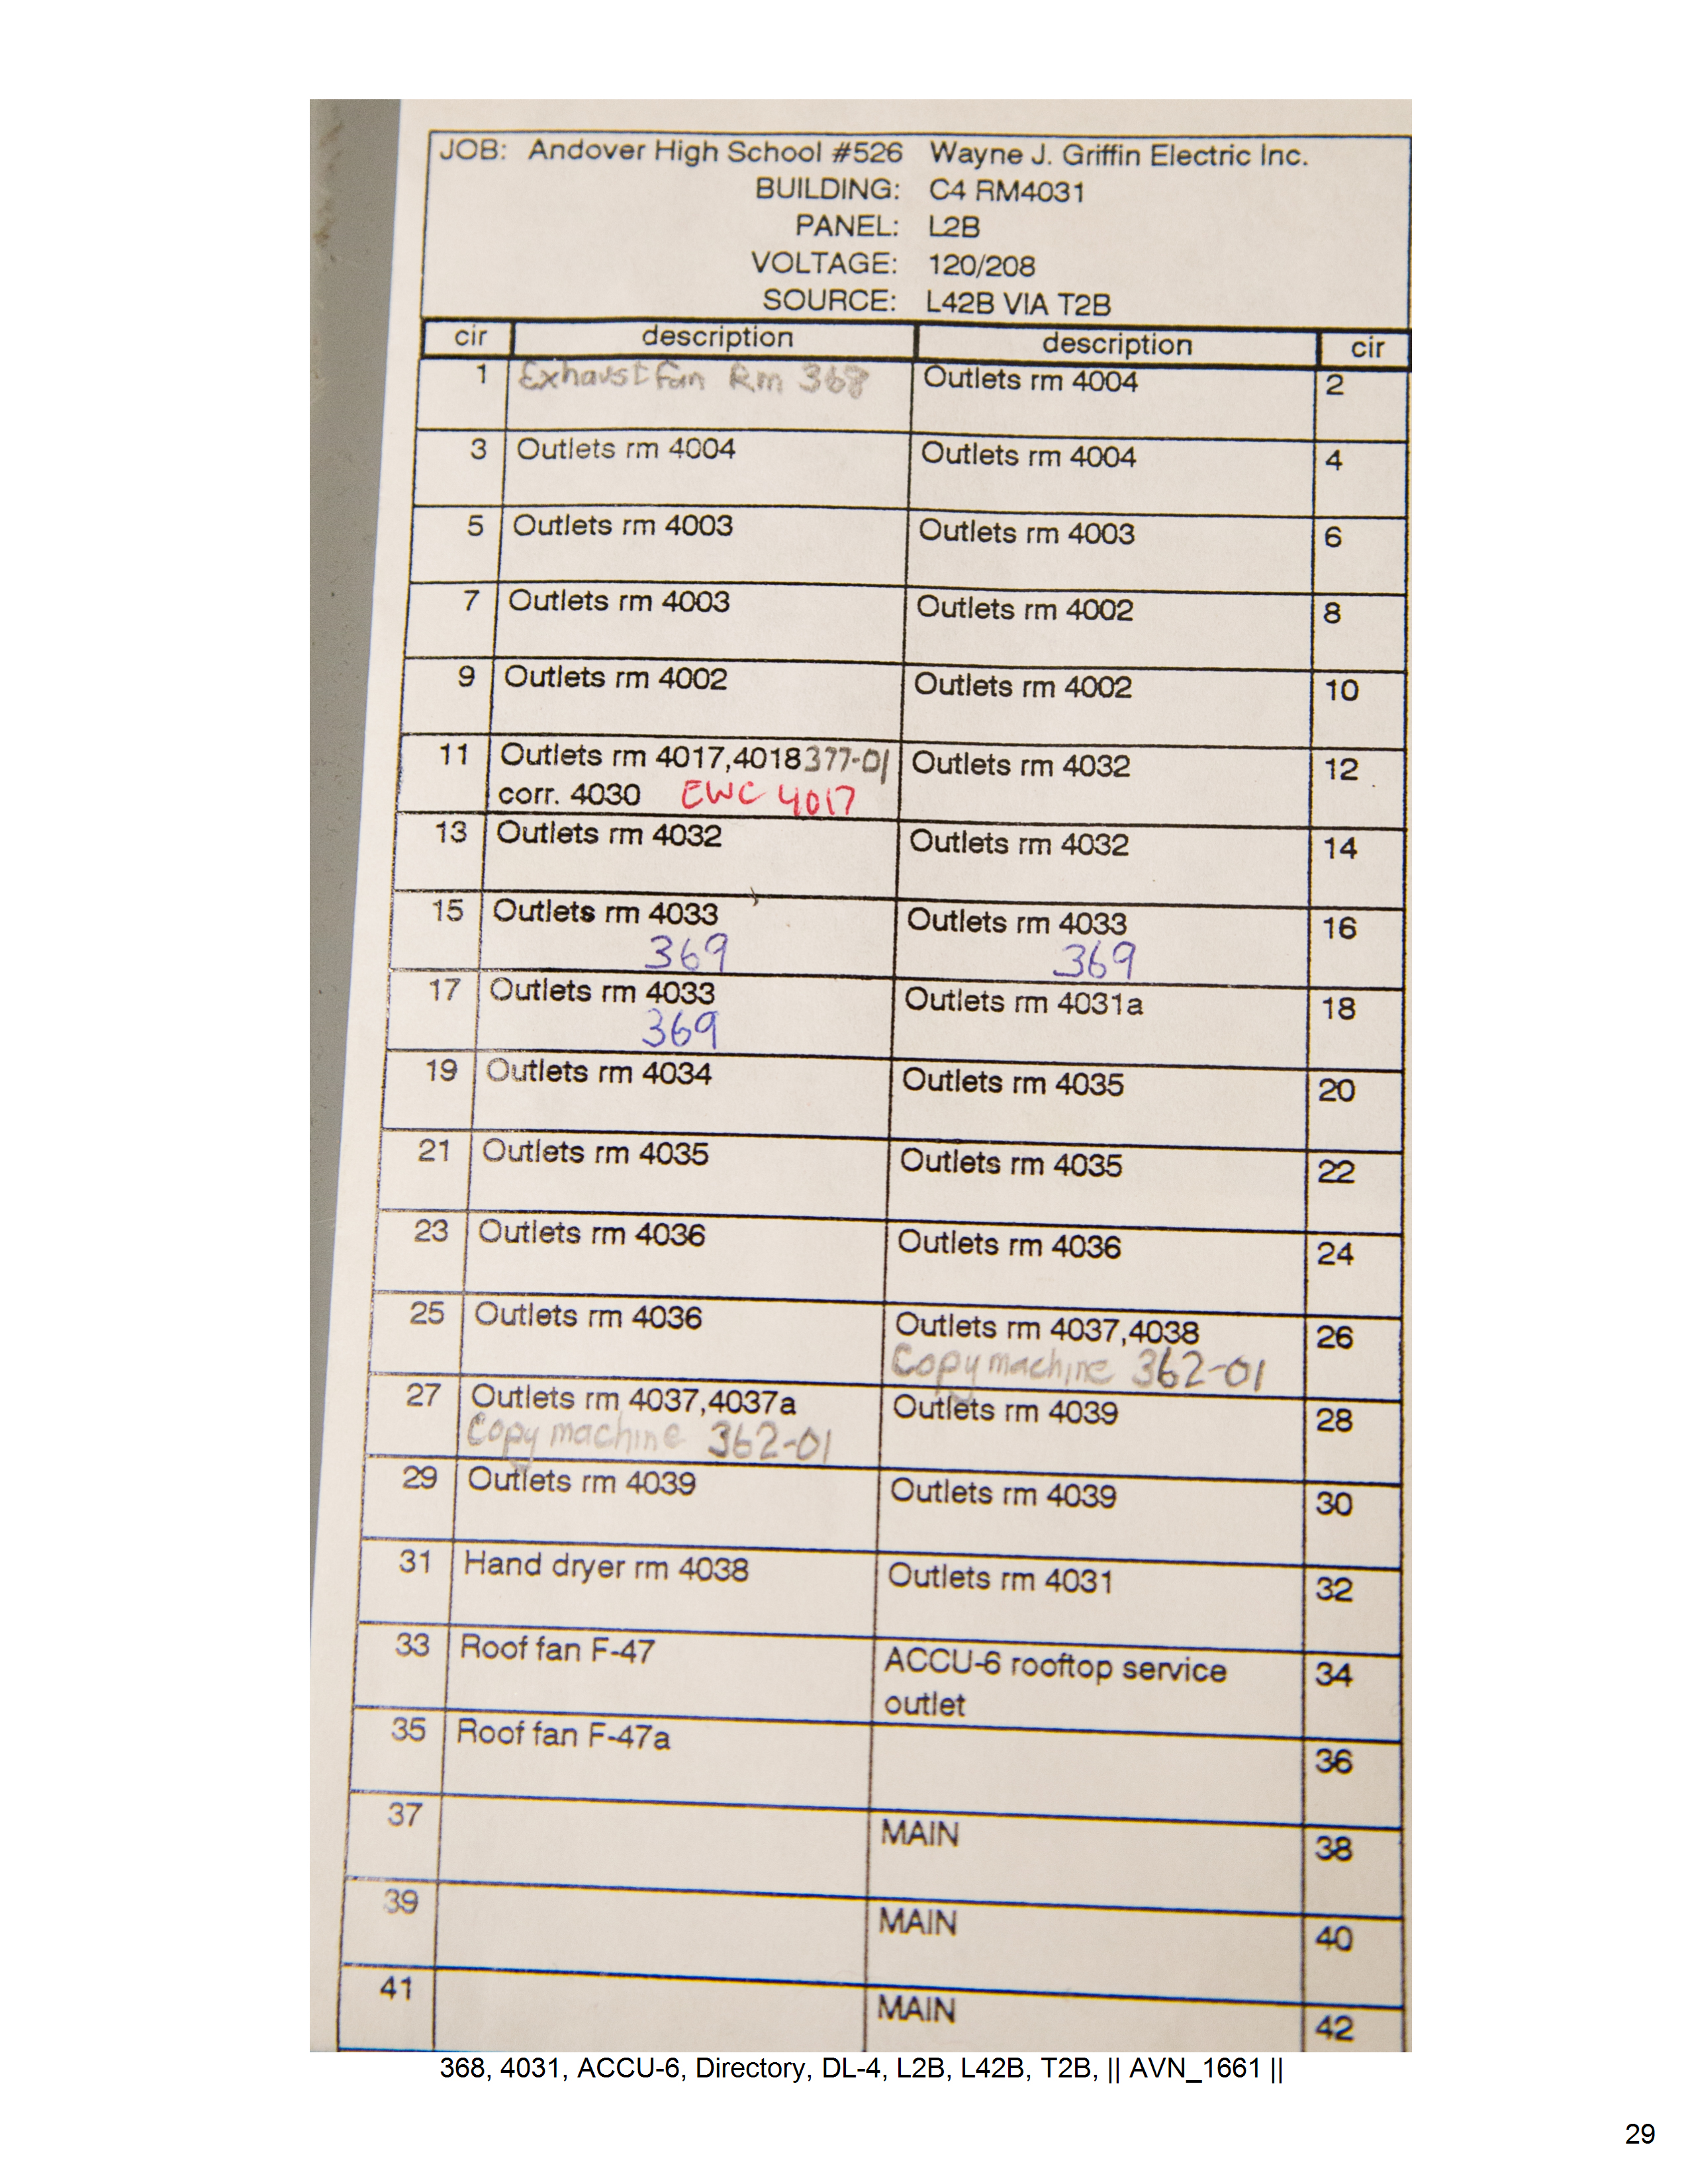 JOB: Andover High School #526 Wayne J. Griffin Electric Inc.
BUILDING: C4 RM4031
PANEL: L2B
VOLTAGE: 120/208
SOURCE: L42B VIA T2B
cir description description cir
1 Exhaust fan Rm 368 Outlets rm 4004 2
3 Outlets rm 4004 Outlets rm 4004 4
5 Outlets rm 4003 Outlets rm 4003 6
7 Outlets rm 4003 Outlets rm 4002 8
9 Outlets rm 4002 Outlets rm 4002 10
11 Outlets rm 4017,4018 377-01 Outlets rm 4032 12
corr. 4030 EWC 4017
13 Outlets rm 4032 Outlets rm 4032 14
15 Outlets rm 4033 Outlets rm 4033 16
369 369
17 Outlets rm 4033 Outlets rm 4031a 18
369
19 Outlets rm 4034 Outlets rm 4035 20
21 Outlets rm 4035 Outlets rm 4035 22
23 Outlets rm 4036 Outlets rm 4036 24
25 Outlets rm 4036 Outlets rm 4037,4038 26
Copy machine 362-01
27 Outlets rm 4037,4037a Outlets rm 4039 28
Copy machine 362-01
29 Outlets rm 4039 Outlets rm 4039 30
31 Hand dryer rm 4038 Outlets rm 4031 32
33 Roof fan F-47 ACCU-6 rooftop service 34
outlet
35 Roof fan F-47a 36
37 MAIN 38
39 MAIN 40
41 MAIN 42
368, 4031, ACCU-6, Directory, DL-4, L2B, L42B, T2B, || AVN_1661 ||
29